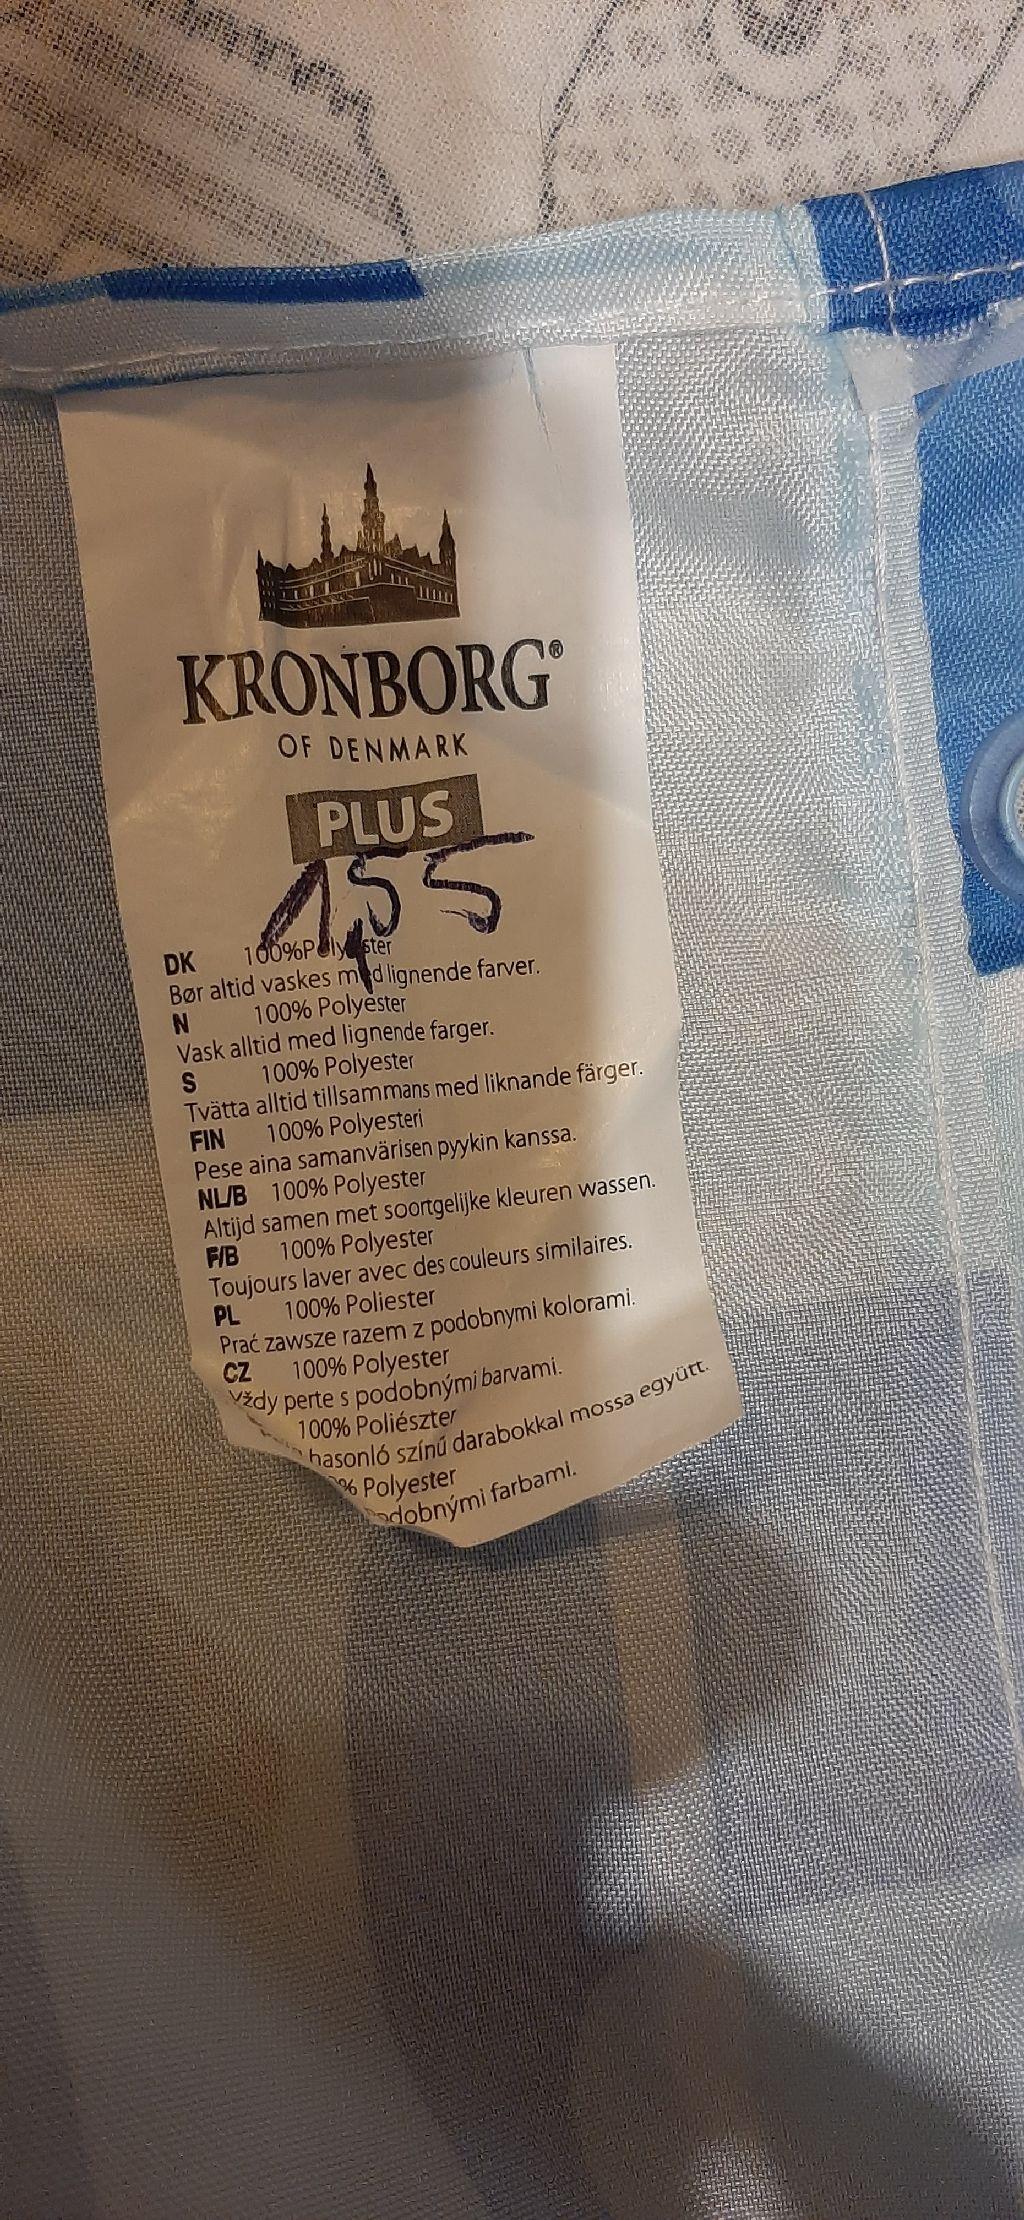 KRONBORG®
OF DENMARK
PLUS
1,55
DK 100%Polyester
Bør altid vaskes med lignende farver.
N 100% Polyester
Vask alltid med lignende farger.
S 100% Polyester
Tvätta alltid tillsammans med liknande färger.
FIN 100% Polyesteri
Pese aina samanvärisen pyykin kanssa.
NL/B 100% Polyester
Altijd samen met soortgelijke kleuren wassen.
F/B 100% Polyester
Toujours laver avec des couleurs similaires.
PL 100% Poliester
Prać zawsze razem z podobnymi kolorami.
CZ 100% Polyester
Vždy perte s podobnými barvami.
100% Poliészter
hasonló színű darabokkal mossa együtt.
% Polyester
podobnými farbami.